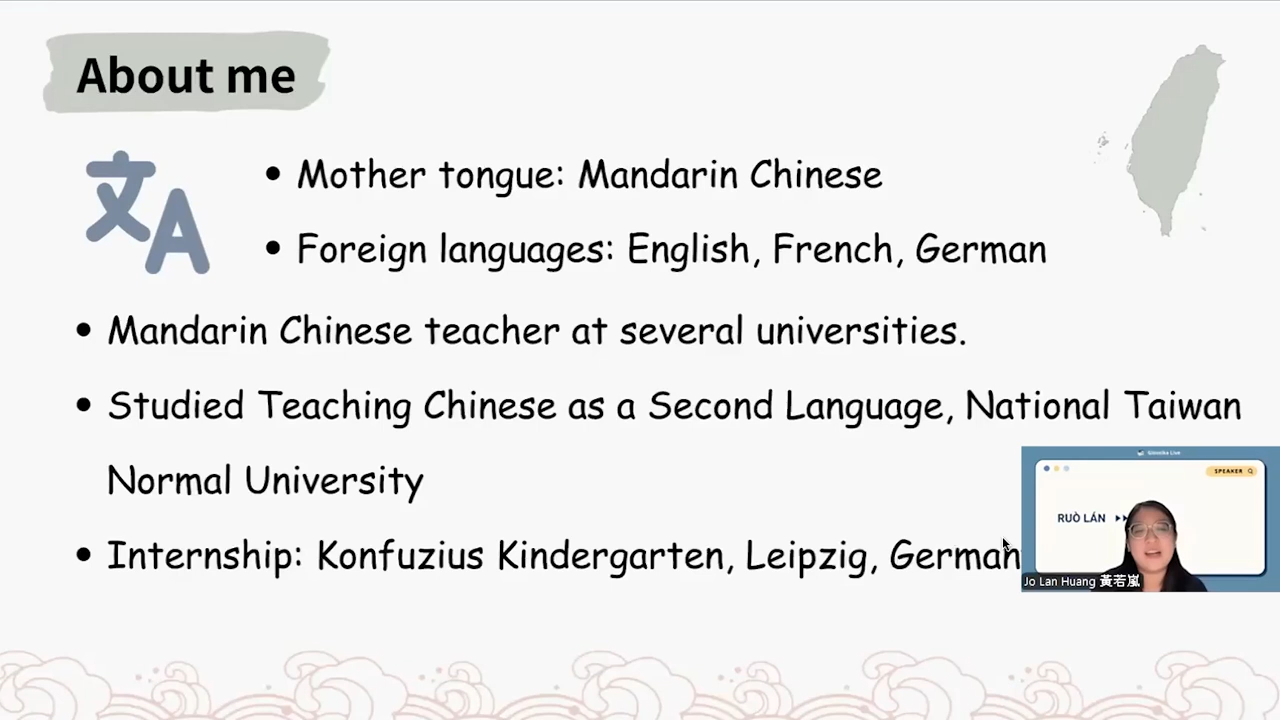 About me
文A
• Mother tongue: Mandarin Chinese
• Foreign languages: English, French, German
• Mandarin Chinese teacher at several universities.
• Studied Teaching Chinese as a Second Language, National Taiwan
Normal University
• Internship: Konfuzius Kindergarten, Leipzig, German
SPEAKER
RUÒ LÁN
Jo Lan Huang 黃若嵐